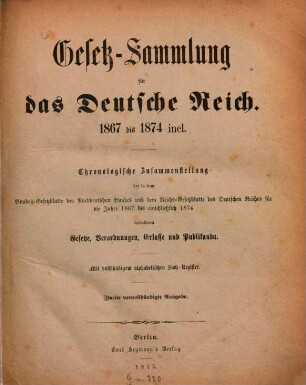 Gesetz-Sammlung
für
das Deutsche Reich.
1867 bis 1874 incl.
Chronologische Zusammenstellung
der in dem
Bundes-Gesetzblatte des Norddeutschen Bundes und dem Reichs-Gesetzblatte des Deutschen Reiches für
die Jahre 1867 bis einschließlich 1874
enthaltenen
Gesetze, Verordnungen, Erlasse und Publikanda.
Mit vollständigem alphabetischen Sach-Register.
Zweite vervollständigte Ausgabe.
Berlin.
Carl Heymann's Verlag
1875.